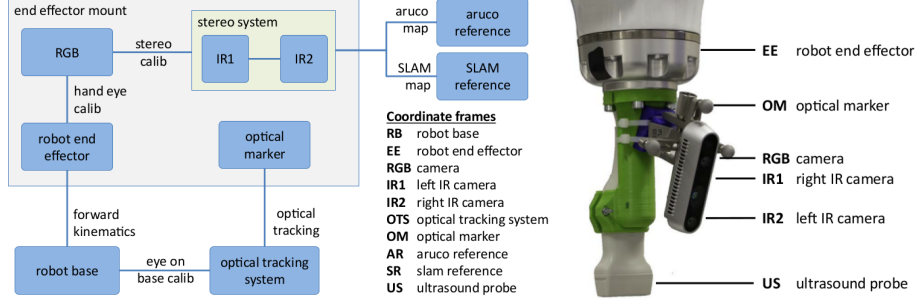 end effector mount
stereo system
RGB
stereo
calib
IR1
IR2
aruco
map
aruco
reference
SLAM
map
SLAM
reference
hand eye
calib
robot end
effector
optical
marker
forward
kinematics
optical
tracking
robot base
eye on
base calib
optical tracking
system
Coordinate frames
RB robot base
EE robot end effector
RGB camera
IR1 left IR camera
IR2 right IR camera
OTS optical tracking system
OM optical marker
AR aruco reference
SR slam reference
US ultrasound probe
EE robot end effector
OM optical marker
RGB camera
IR1 right IR camera
IR2 left IR camera
US ultrasound probe